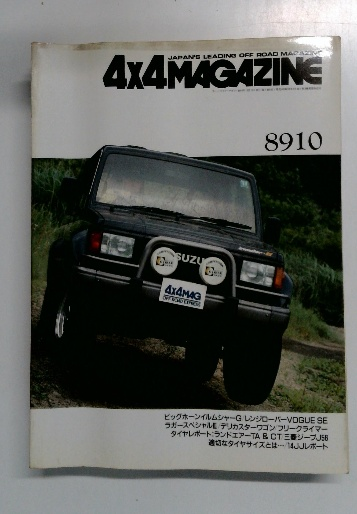 JAPAN'S LEADING OFF ROAD MAGAZINE
4x4MAGAZINE
8910
SUZU
4x4MAG
OFF ROAD EXPRESS
ビッグホーンイルムシャーG/レンジローバーVOGUE SE
ラガースペシャルⅡ/デリカスターワゴン/フリークライマー
タイヤレポート:ランドエアーTA & CT/三菱ジープJ56
適切なタイヤサイズとは…/'14JJレポート